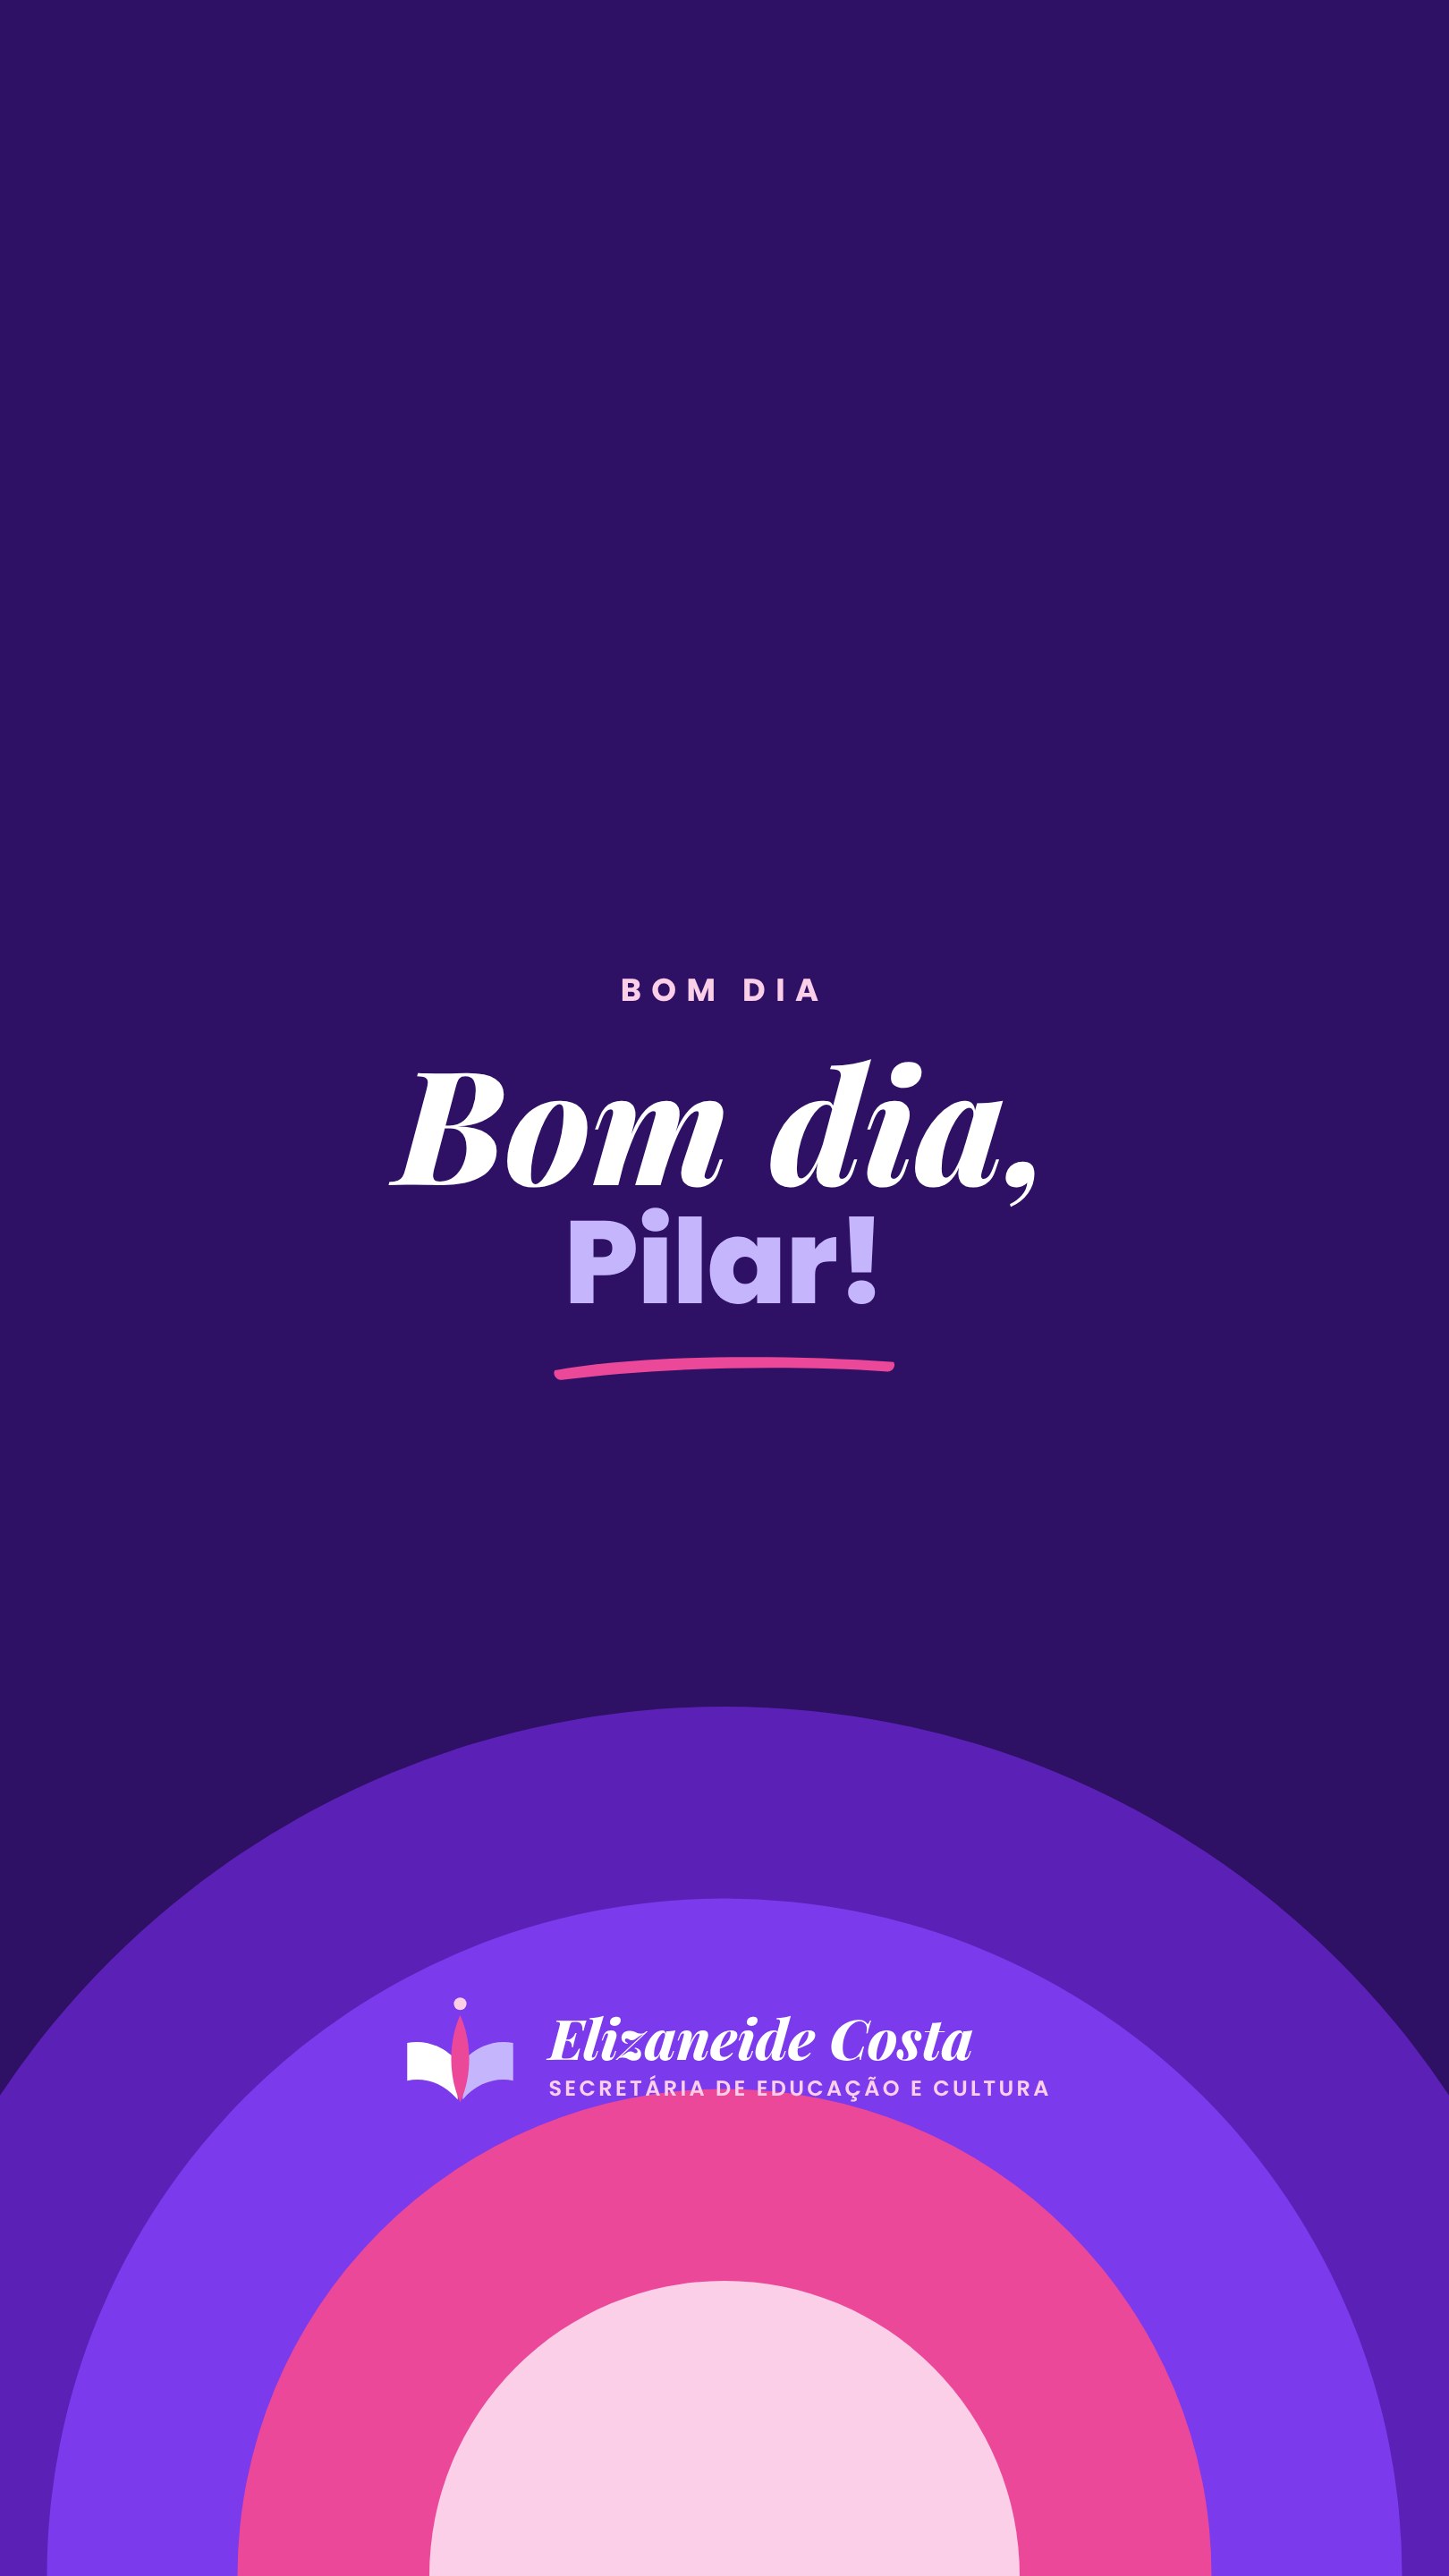 BOM DIA
Bom dia,
Pilar!
Elizaneide Costa
SECRETÁRIA DE EDUCAÇÃO E CULTURA